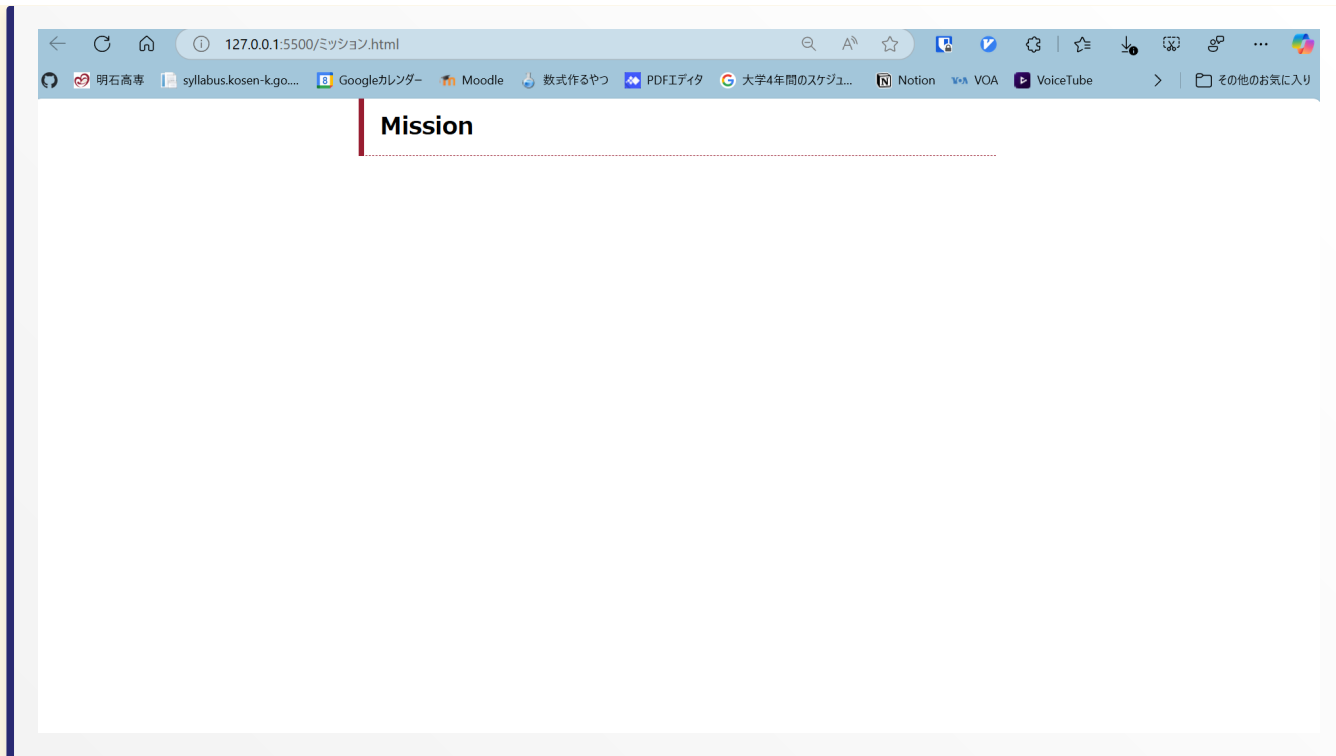 127.0.0.1:5500/ミッション.html
明石高専 syllabus.kosen-k.go.... 8 Googleカレンダー Moodle 数式作るやつ PDFエディタ 大学4年間のスケジュ... Notion VOA VOA VoiceTube その他のお気に入り
Mission